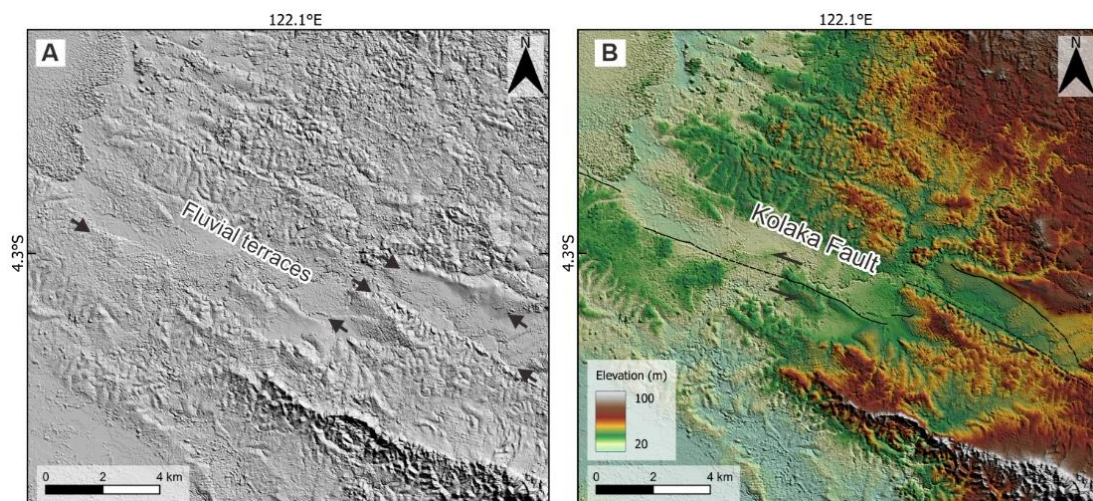 122.1°E
122.1°E
A
N
B
N
Fluvial terraces
Kolaka Fault
4.3°S
4.3°S
Elevation (m)
100
20
0 2 4 km
0 2 4 km